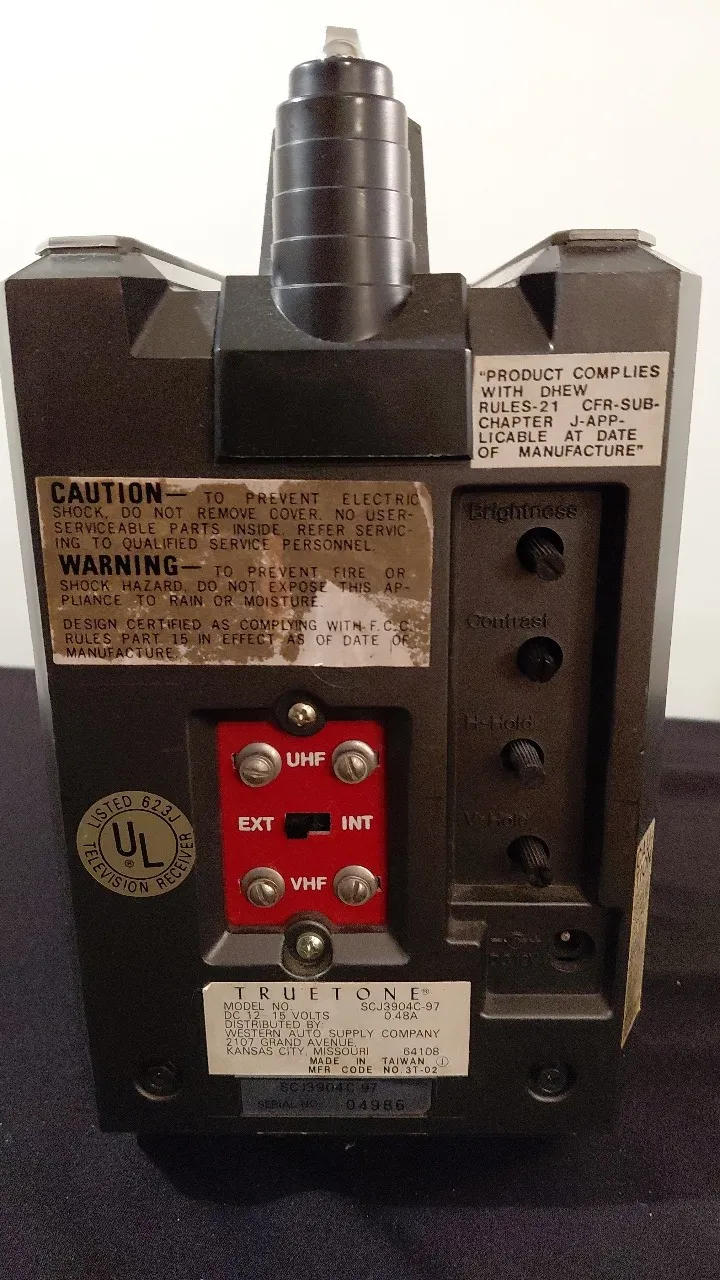 "PRODUCT COMPLIES
WITH DHEW
RULES-21 CFR-SUB-
CHAPTER J-APP-
LICABLE AT DATE
OF MANUFACTURE"
CAUTION— TO PREVENT ELECTRIC
SHOCK, DO NOT REMOVE COVER. NO USER-
SERVICEABLE PARTS INSIDE. REFER SERVIC-
ING TO QUALIFIED SERVICE PERSONNEL.
WARNING— TO PREVENT FIRE OR
SHOCK HAZARD, DO NOT EXPOSE THIS AP-
PLIANCE TO RAIN OR MOISTURE.
DESIGN CERTIFIED AS COMPLYING WITH F.C.C.
RULES PART 15 IN EFFECT AS OF DATE OF
MANUFACTURE.
Brightness
Contrast
H-Hold
V-Hold
UHF
EXT INT
VHF
LISTED 623J
UL®
TELEVISION RECEIVER
TRUETONE®
MODEL NO. SCJ3904C-97
DC 12-15 VOLTS 0.48A
DISTRIBUTED BY:
WESTERN AUTO SUPPLY COMPANY
2107 GRAND AVENUE,
KANSAS CITY, MISSOURI 64108
MADE IN TAIWAN J
MFR CODE NO. 3T-02
SCJ3904C-97
SERIAL NO. 04986